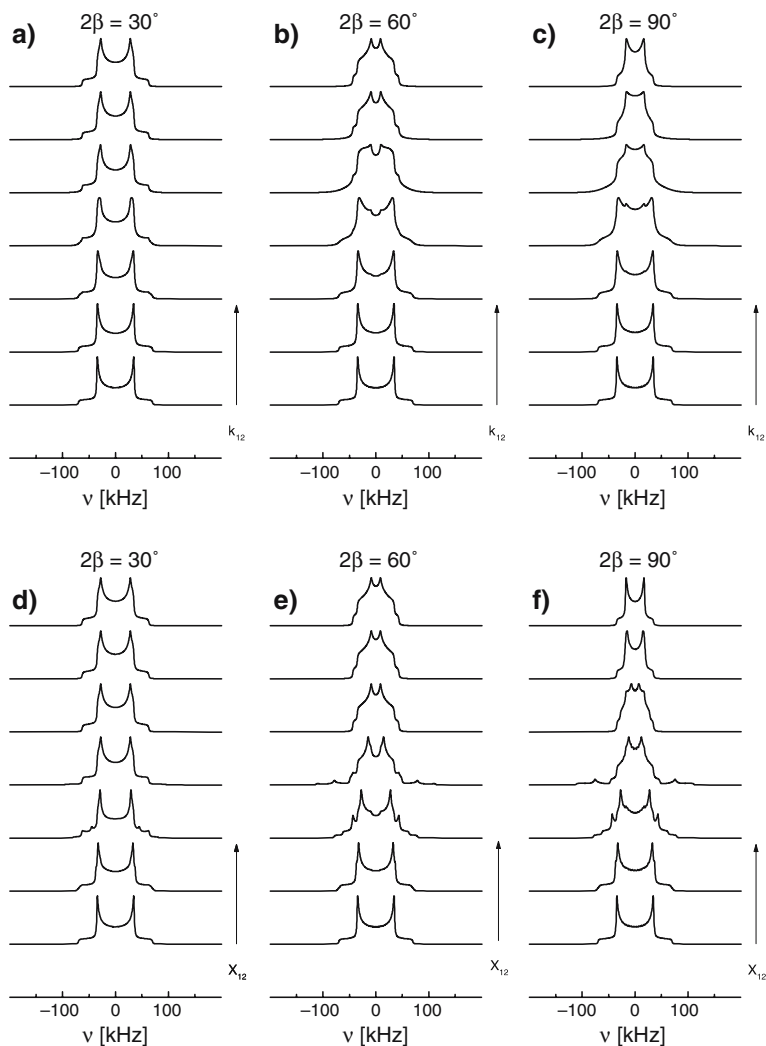 a) 2β = 30°
b) 2β = 60°
c) 2β = 90°
k₁₂
k₁₂
k₁₂
−100 0 100
−100 0 100
−100 0 100
ν [kHz]
ν [kHz]
ν [kHz]
d) 2β = 30°
e) 2β = 60°
f) 2β = 90°
X₁₂
X₁₂
X₁₂
−100 0 100
−100 0 100
−100 0 100
ν [kHz]
ν [kHz]
ν [kHz]